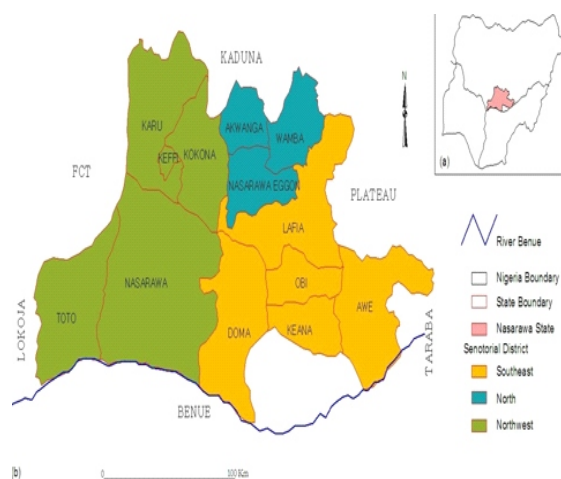 KADUNA
N
KARU
AKWANGA
WAMBA
KEFFI
KOKONA
(a)
FCT
NASARAWA EGGON
PLATEAU
LAFIA
River Benue
NASARAWA
OBI
Nigeria Boundary
TOTO
AWE
State Boundary
LOKOJA
DOMA
KEANA
Nasarawa State
TARABA
Senotorial District
Southeast
BENUE
North
Northwest
(b)
0
100 Km